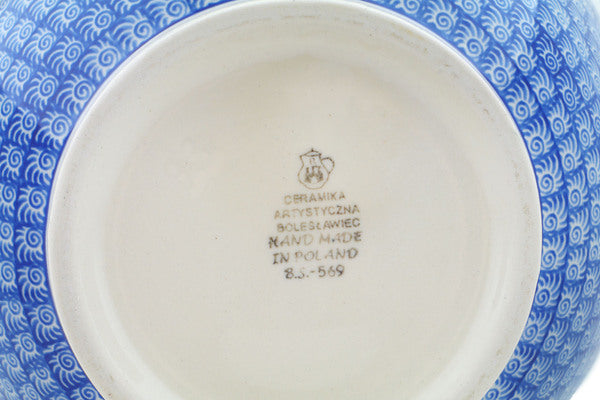 CERAMIKA
ARTYSTYCZNA
BOLESŁAWIEC
HAND MADE
IN POLAND
B.S.-569